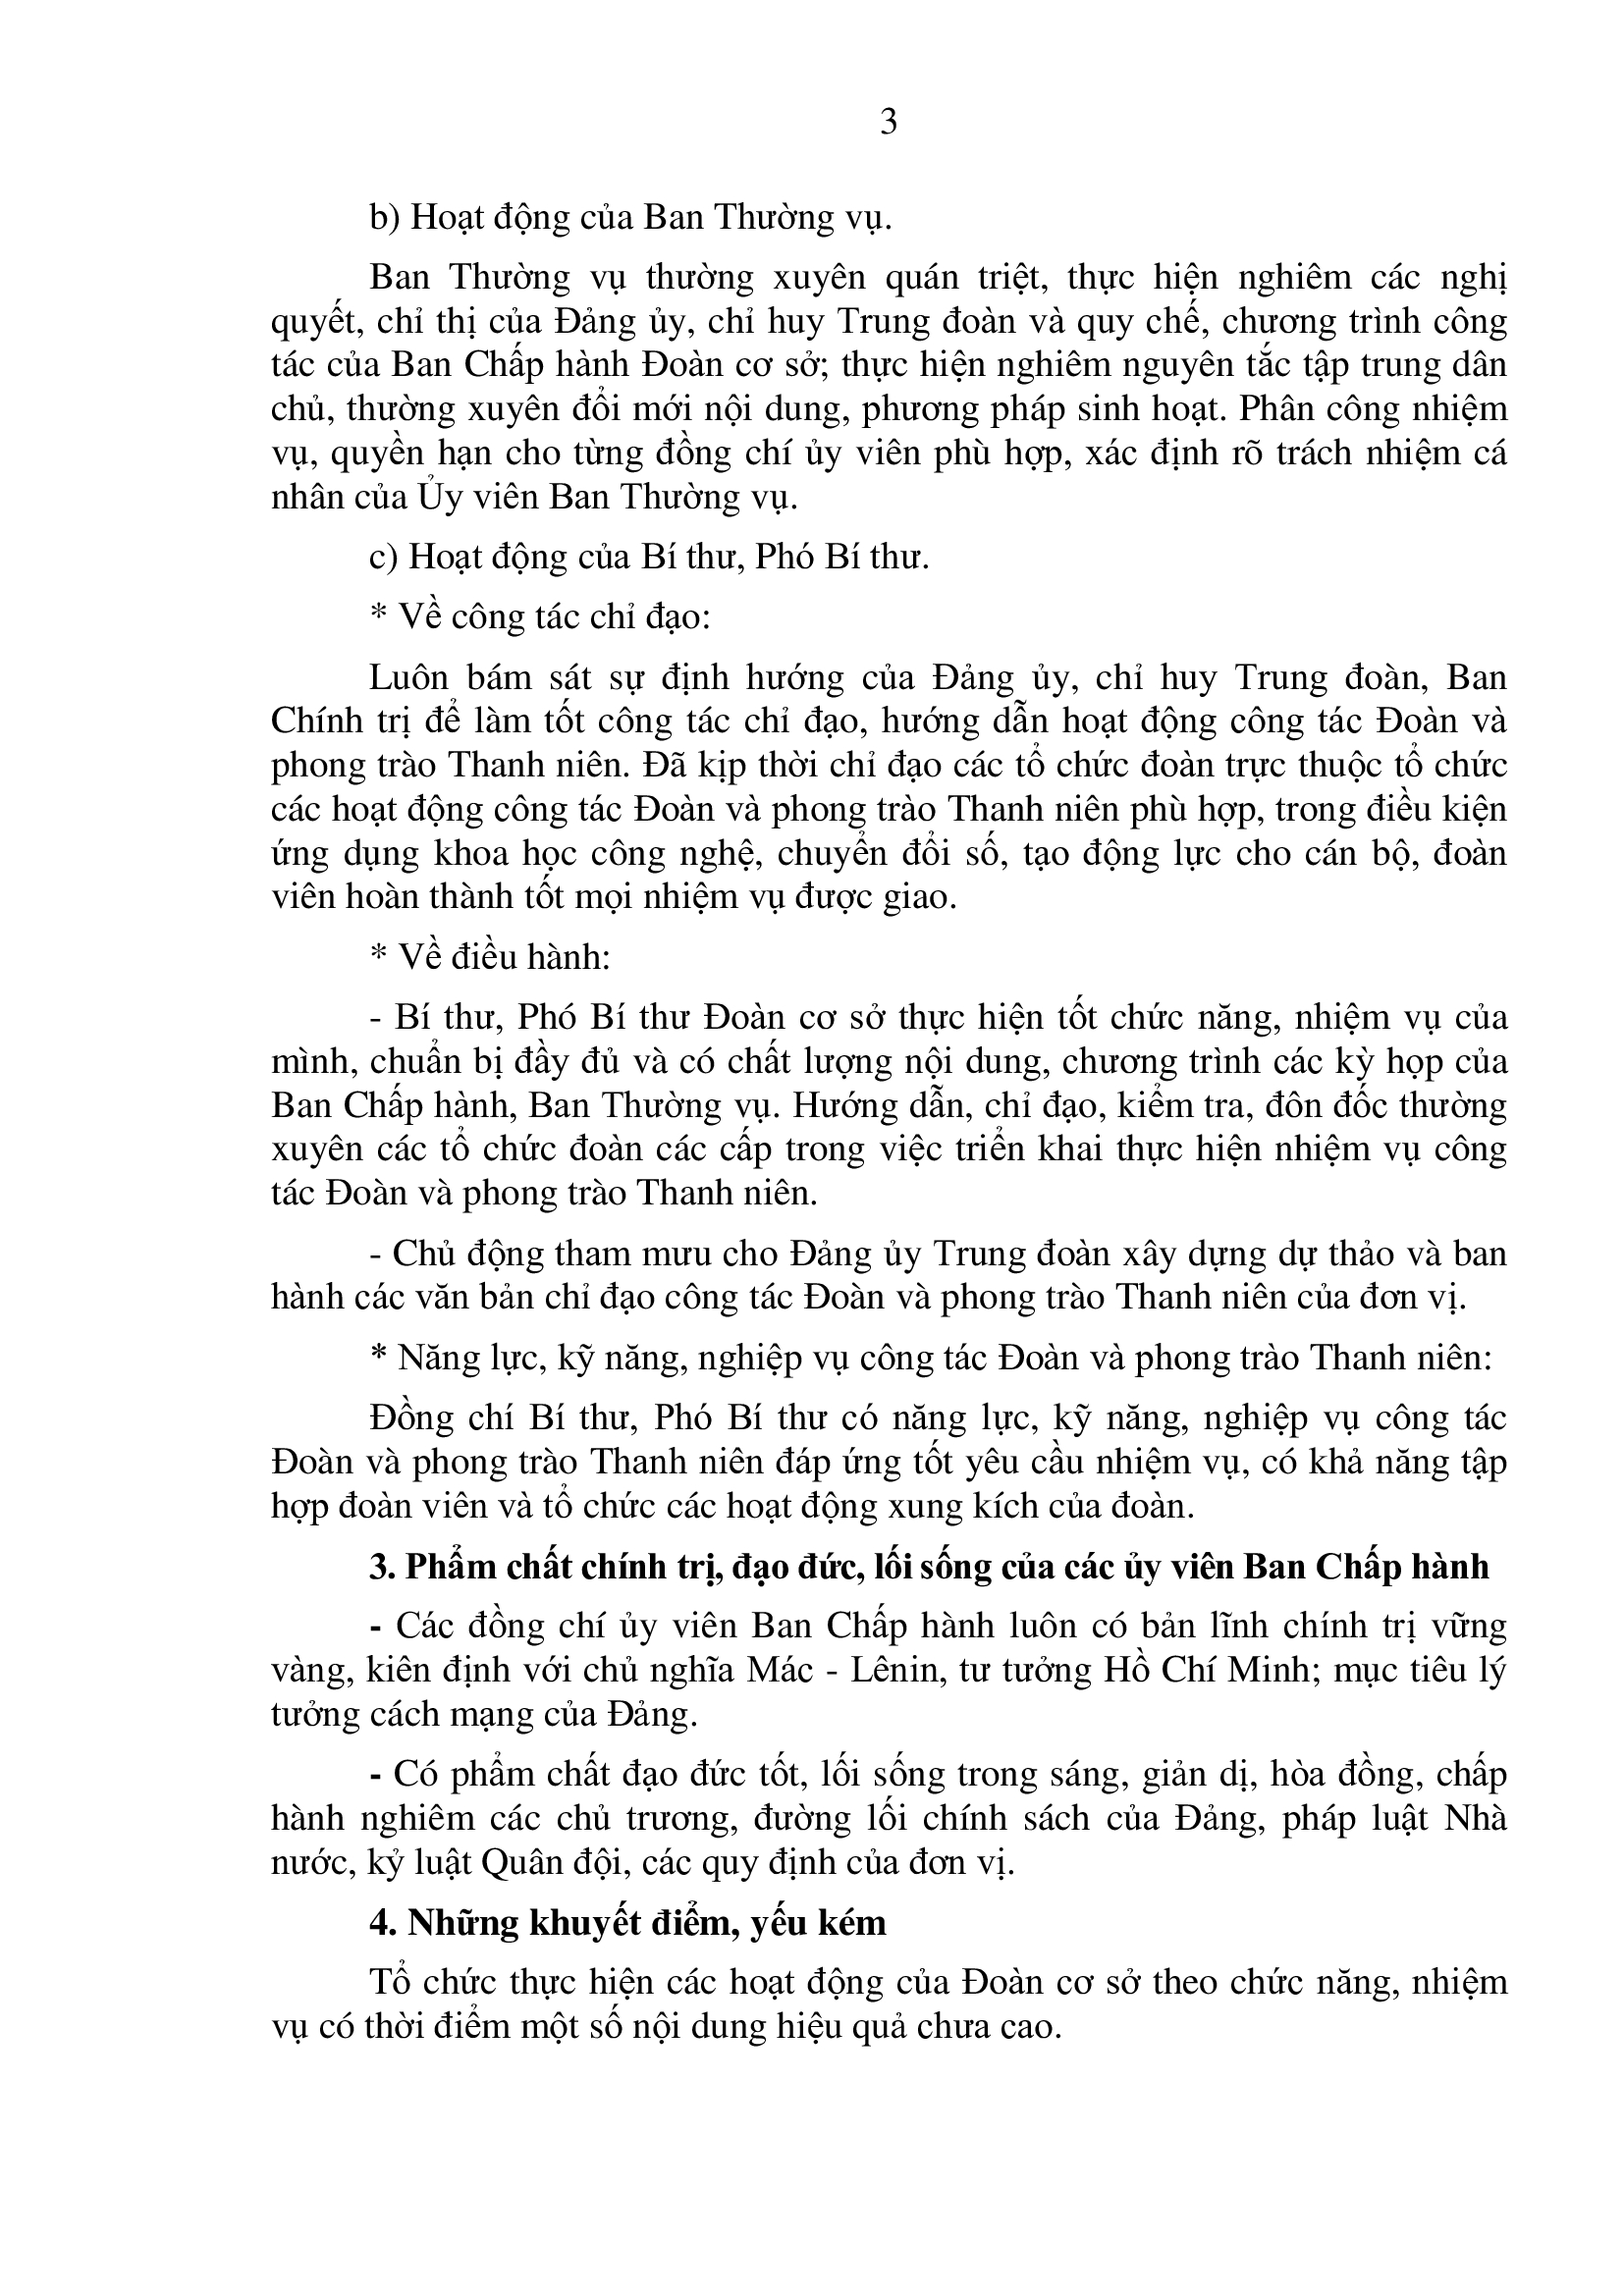 3
b) Hoạt động của Ban Thường vụ.
Ban Thường vụ thường xuyên quán triệt, thực hiện nghiêm các nghị
quyết, chỉ thị của Đảng ủy, chỉ huy Trung đoàn và quy chế, chương trình công
tác của Ban Chấp hành Đoàn cơ sở; thực hiện nghiêm nguyên tắc tập trung dân
chủ, thường xuyên đổi mới nội dung, phương pháp sinh hoạt. Phân công nhiệm
vụ, quyền hạn cho từng đồng chí ủy viên phù hợp, xác định rõ trách nhiệm cá
nhân của Ủy viên Ban Thường vụ.
c) Hoạt động của Bí thư, Phó Bí thư.
* Về công tác chỉ đạo:
Luôn bám sát sự định hướng của Đảng ủy, chỉ huy Trung đoàn, Ban
Chính trị để làm tốt công tác chỉ đạo, hướng dẫn hoạt động công tác Đoàn và
phong trào Thanh niên. Đã kịp thời chỉ đạo các tổ chức đoàn trực thuộc tổ chức
các hoạt động công tác Đoàn và phong trào Thanh niên phù hợp, trong điều kiện
ứng dụng khoa học công nghệ, chuyển đổi số, tạo động lực cho cán bộ, đoàn
viên hoàn thành tốt mọi nhiệm vụ được giao.
* Về điều hành:
- Bí thư, Phó Bí thư Đoàn cơ sở thực hiện tốt chức năng, nhiệm vụ của
mình, chuẩn bị đầy đủ và có chất lượng nội dung, chương trình các kỳ họp của
Ban Chấp hành, Ban Thường vụ. Hướng dẫn, chỉ đạo, kiểm tra, đôn đốc thường
xuyên các tổ chức đoàn các cấp trong việc triển khai thực hiện nhiệm vụ công
tác Đoàn và phong trào Thanh niên.
- Chủ động tham mưu cho Đảng ủy Trung đoàn xây dựng dự thảo và ban
hành các văn bản chỉ đạo công tác Đoàn và phong trào Thanh niên của đơn vị.
* Năng lực, kỹ năng, nghiệp vụ công tác Đoàn và phong trào Thanh niên:
Đồng chí Bí thư, Phó Bí thư có năng lực, kỹ năng, nghiệp vụ công tác
Đoàn và phong trào Thanh niên đáp ứng tốt yêu cầu nhiệm vụ, có khả năng tập
hợp đoàn viên và tổ chức các hoạt động xung kích của đoàn.
3. Phẩm chất chính trị, đạo đức, lối sống của các ủy viên Ban Chấp hành
- Các đồng chí ủy viên Ban Chấp hành luôn có bản lĩnh chính trị vững
vàng, kiên định với chủ nghĩa Mác - Lênin, tư tưởng Hồ Chí Minh; mục tiêu lý
tưởng cách mạng của Đảng.
- Có phẩm chất đạo đức tốt, lối sống trong sáng, giản dị, hòa đồng, chấp
hành nghiêm các chủ trương, đường lối chính sách của Đảng, pháp luật Nhà
nước, kỷ luật Quân đội, các quy định của đơn vị.
4. Những khuyết điểm, yếu kém
Tổ chức thực hiện các hoạt động của Đoàn cơ sở theo chức năng, nhiệm
vụ có thời điểm một số nội dung hiệu quả chưa cao.